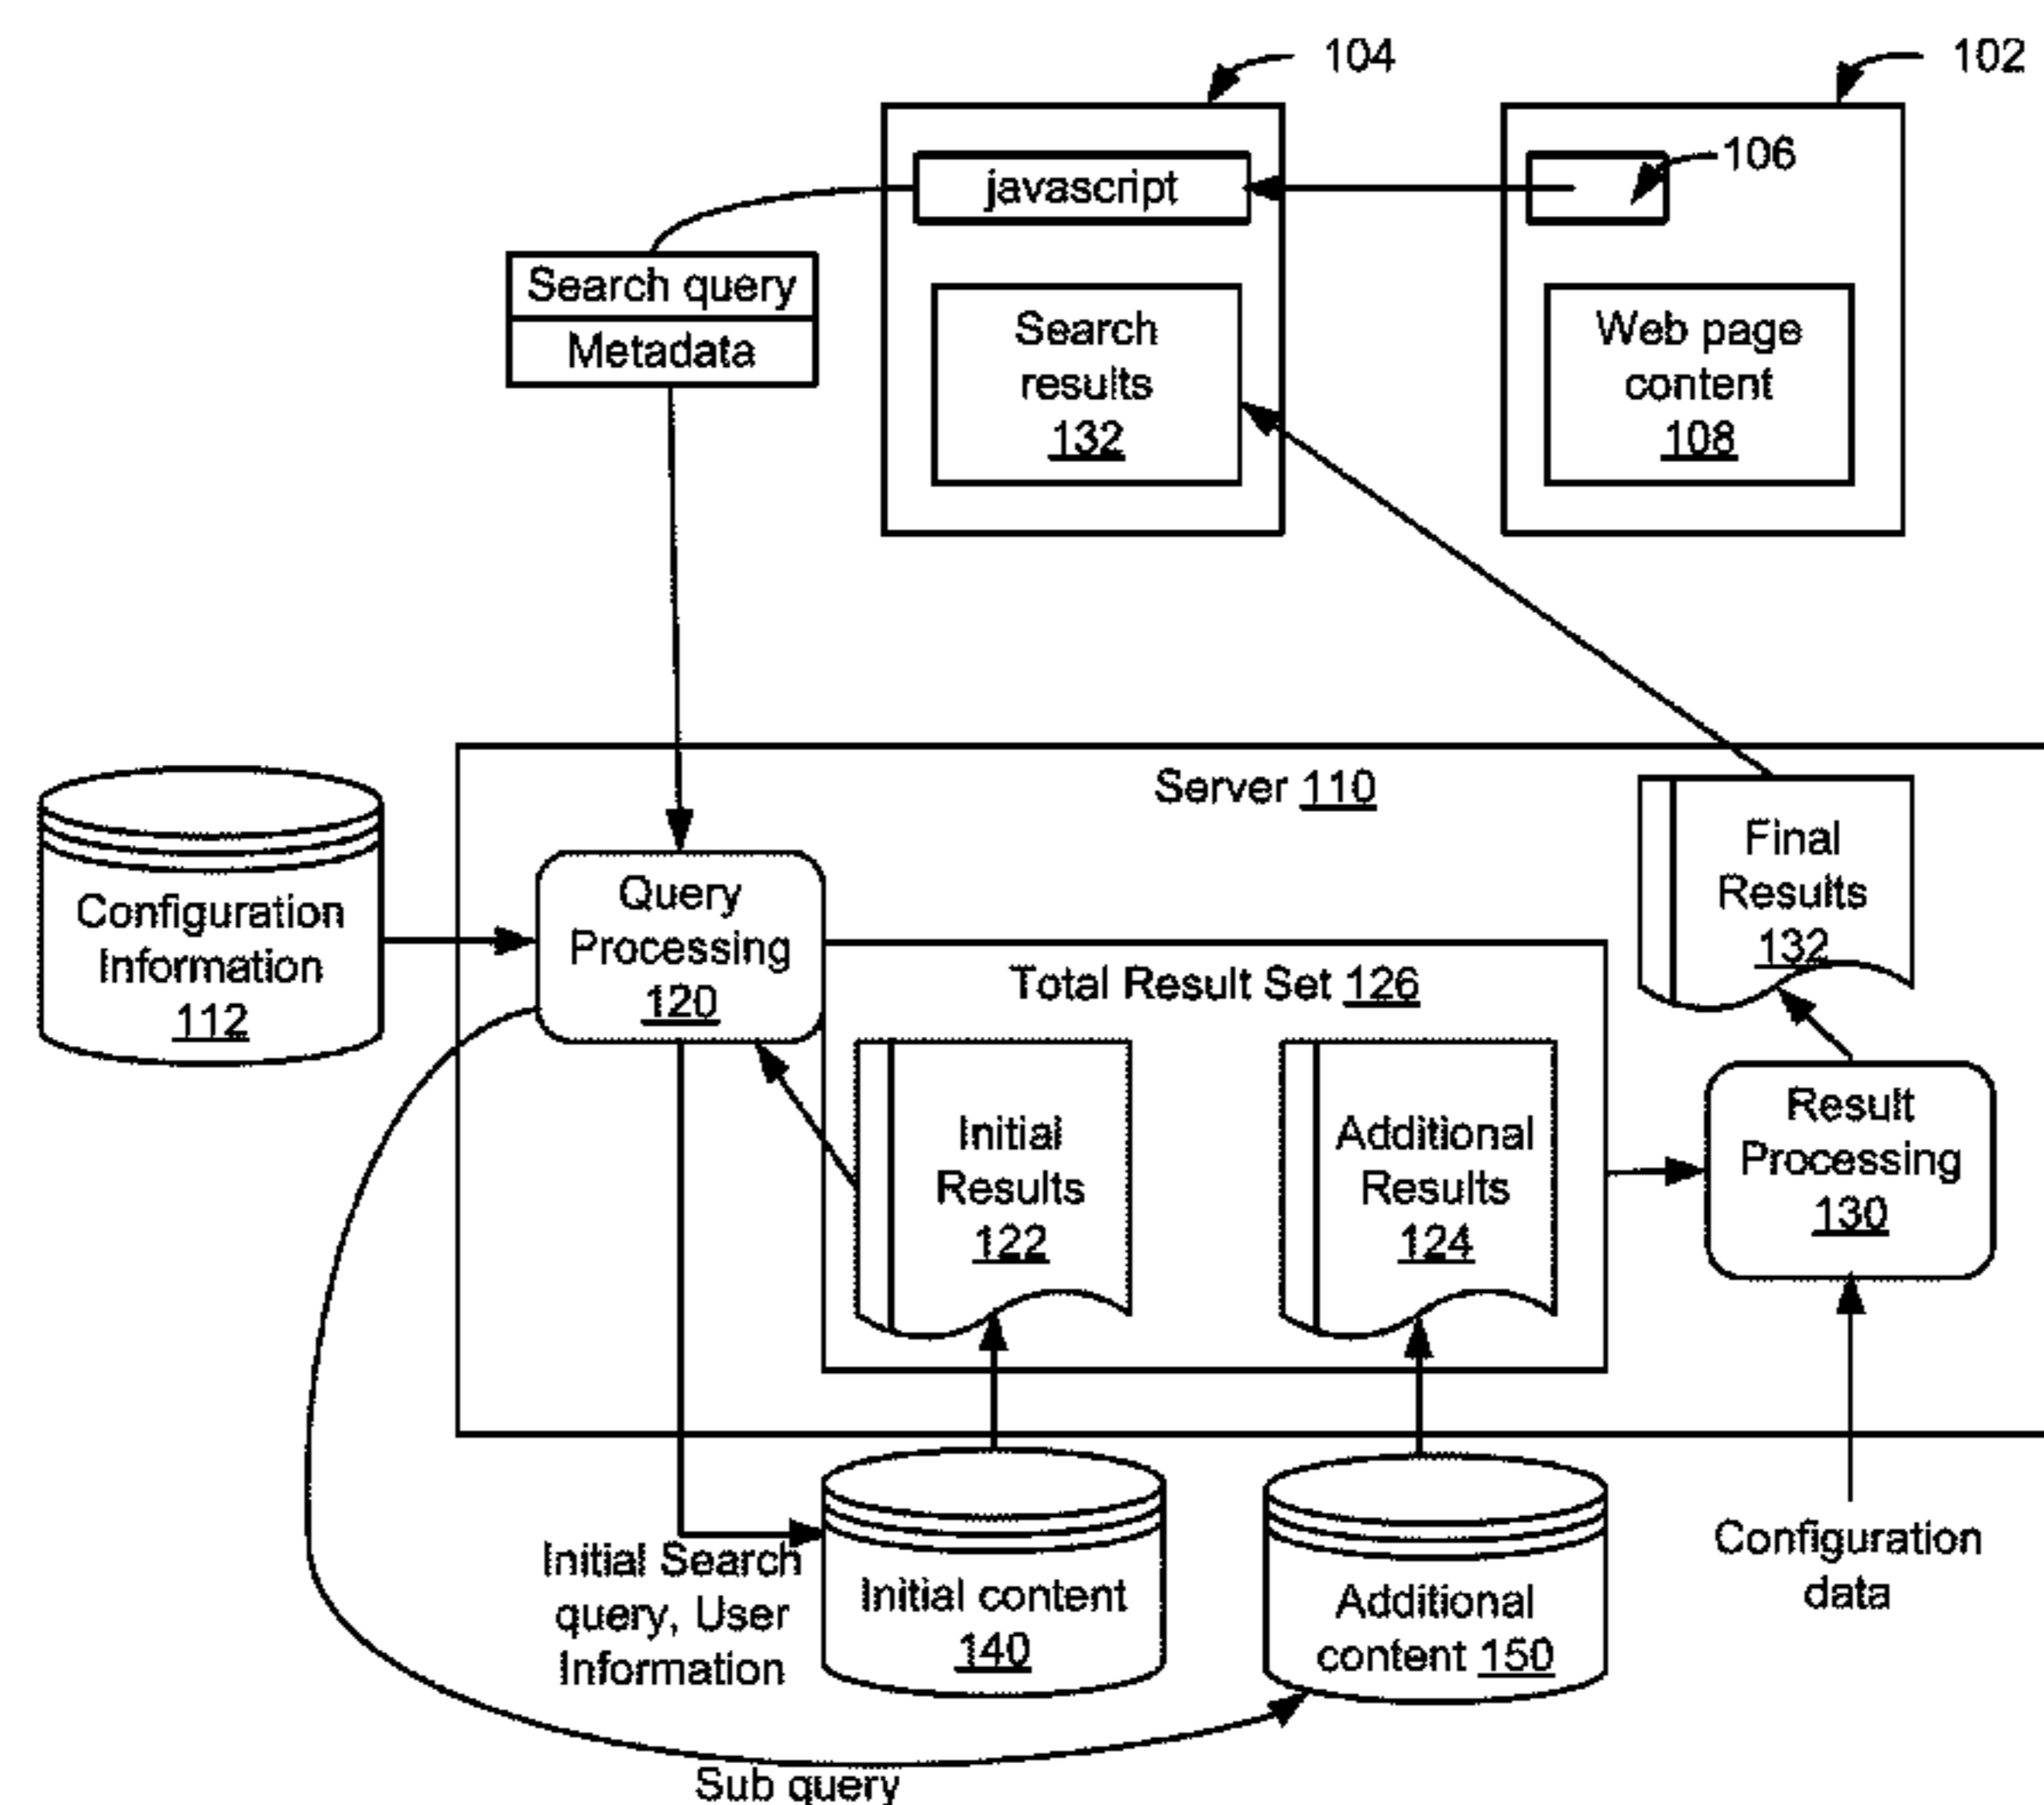 104
102
106
javascript
Search query
Metadata
Search
results
132
Web page
content
108
Server 110
Configuration
Information
112
Query
Processing
120
Final
Results
132
Total Result Set 126
Initial
Results
122
Additional
Results
124
Result
Processing
130
Initial Search
query, User
Information
Initial content
140
Additional
content 150
Configuration
data
Sub query